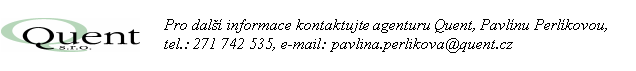 Quent
s.r.o.
Pro další informace kontaktujte agenturu Quent, Pavlínu Perlíkovou,
tel.: 271 742 535, e-mail: pavlina.perlikova@quent.cz